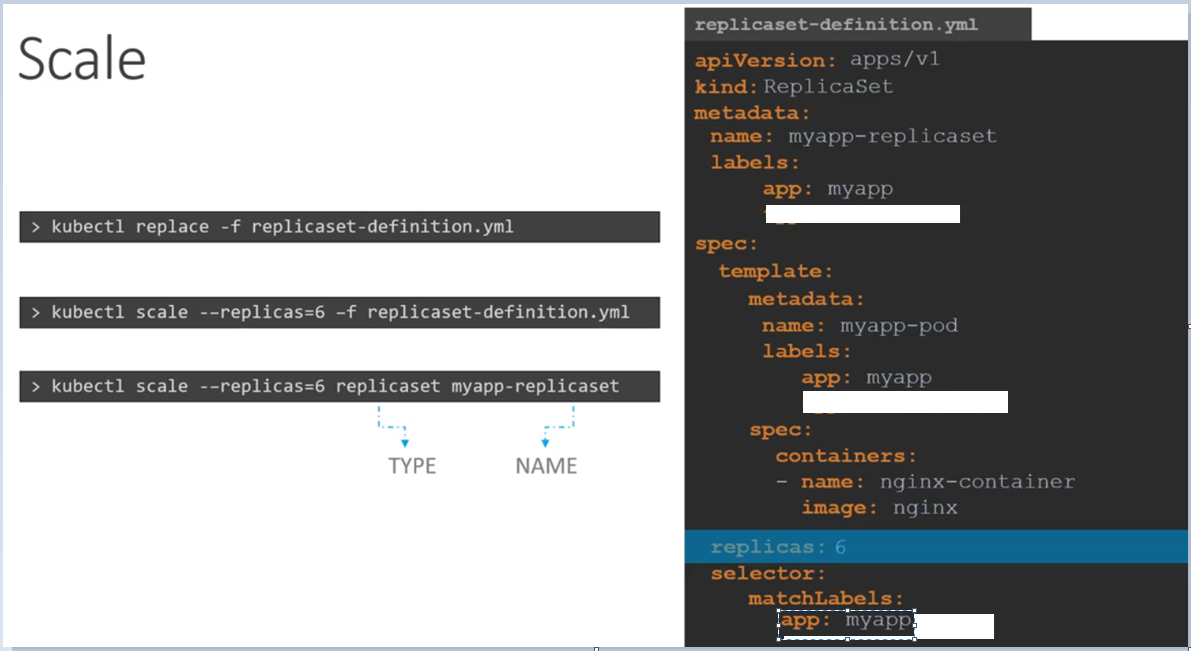 Scale
> kubectl replace -f replicaset-definition.yml
> kubectl scale --replicas=6 -f replicaset-definition.yml
> kubectl scale --replicas=6 replicaset myapp-replicaset
TYPE NAME
replicaset-definition.yml
apiVersion: apps/v1
kind: ReplicaSet
metadata:
name: myapp-replicaset
labels:
app: myapp
spec:
template:
metadata:
name: myapp-pod
labels:
app: myapp
spec:
containers:
- name: nginx-container
image: nginx
replicas: 6
selector:
matchLabels:
app: myapp